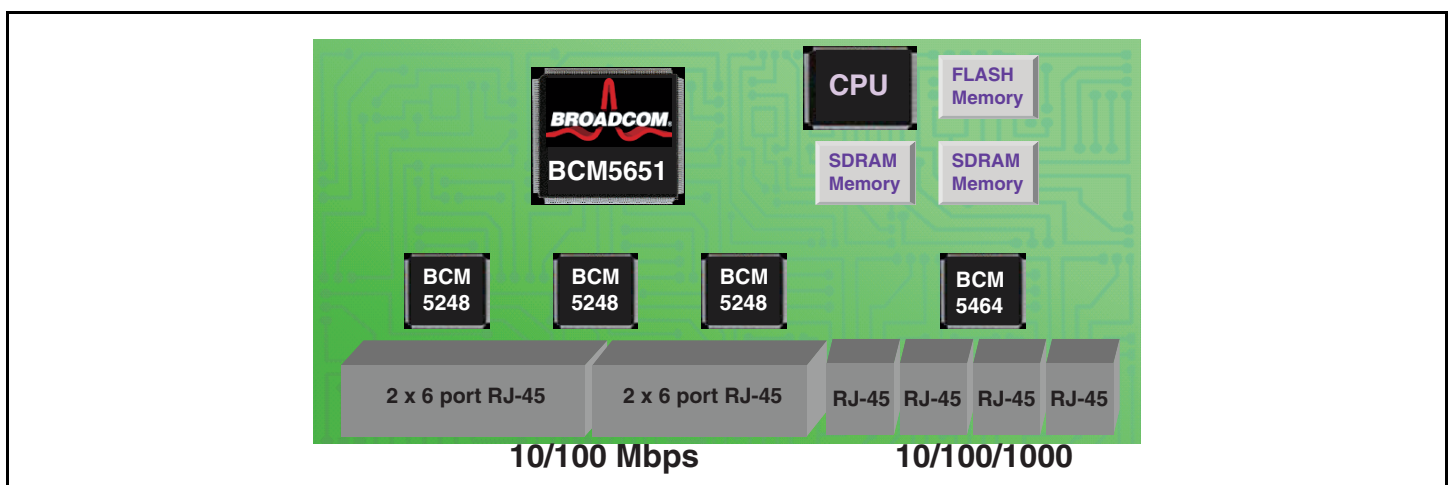 BROADCOM®
BCM5651
CPU
FLASH
Memory
SDRAM
Memory
SDRAM
Memory
BCM
5248
BCM
5248
BCM
5248
BCM
5464
2 x 6 port RJ-45
2 x 6 port RJ-45
RJ-45
RJ-45
RJ-45
RJ-45
10/100 Mbps
10/100/1000